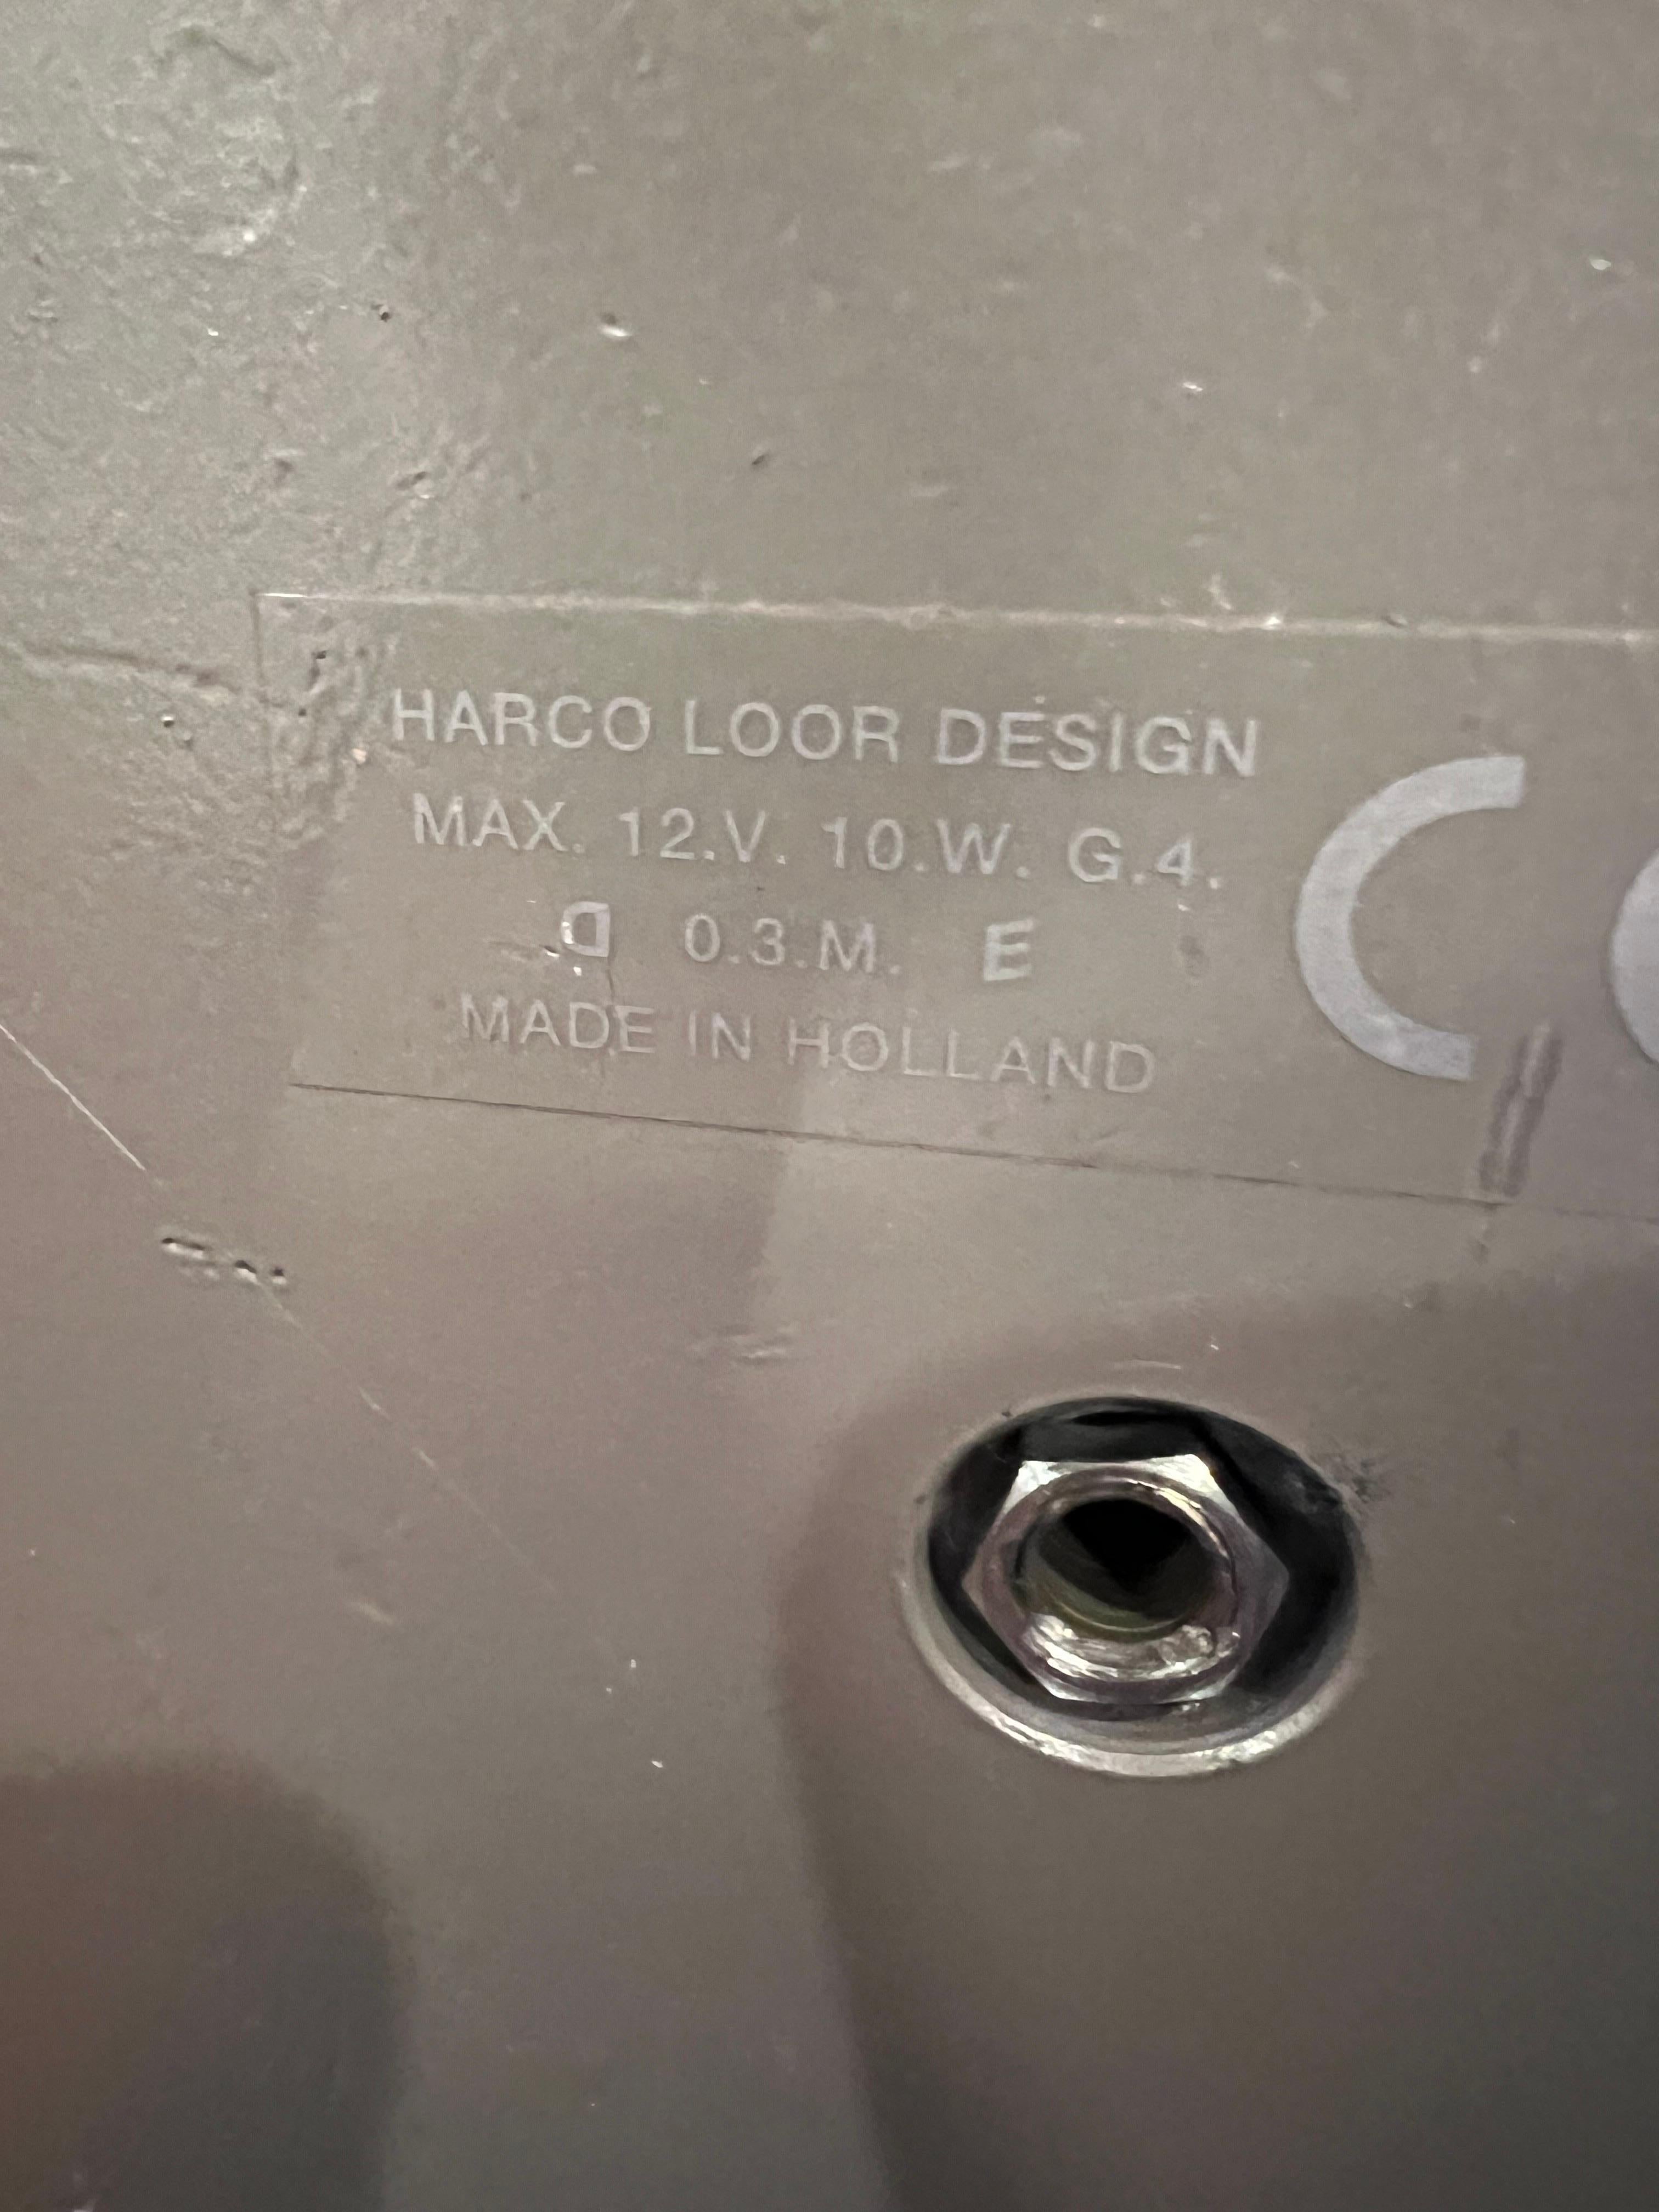 HARCO LOOR DESIGN
MAX. 12.V. 10.W. G.4.
0.3.M. E
MADE IN HOLLAND
C